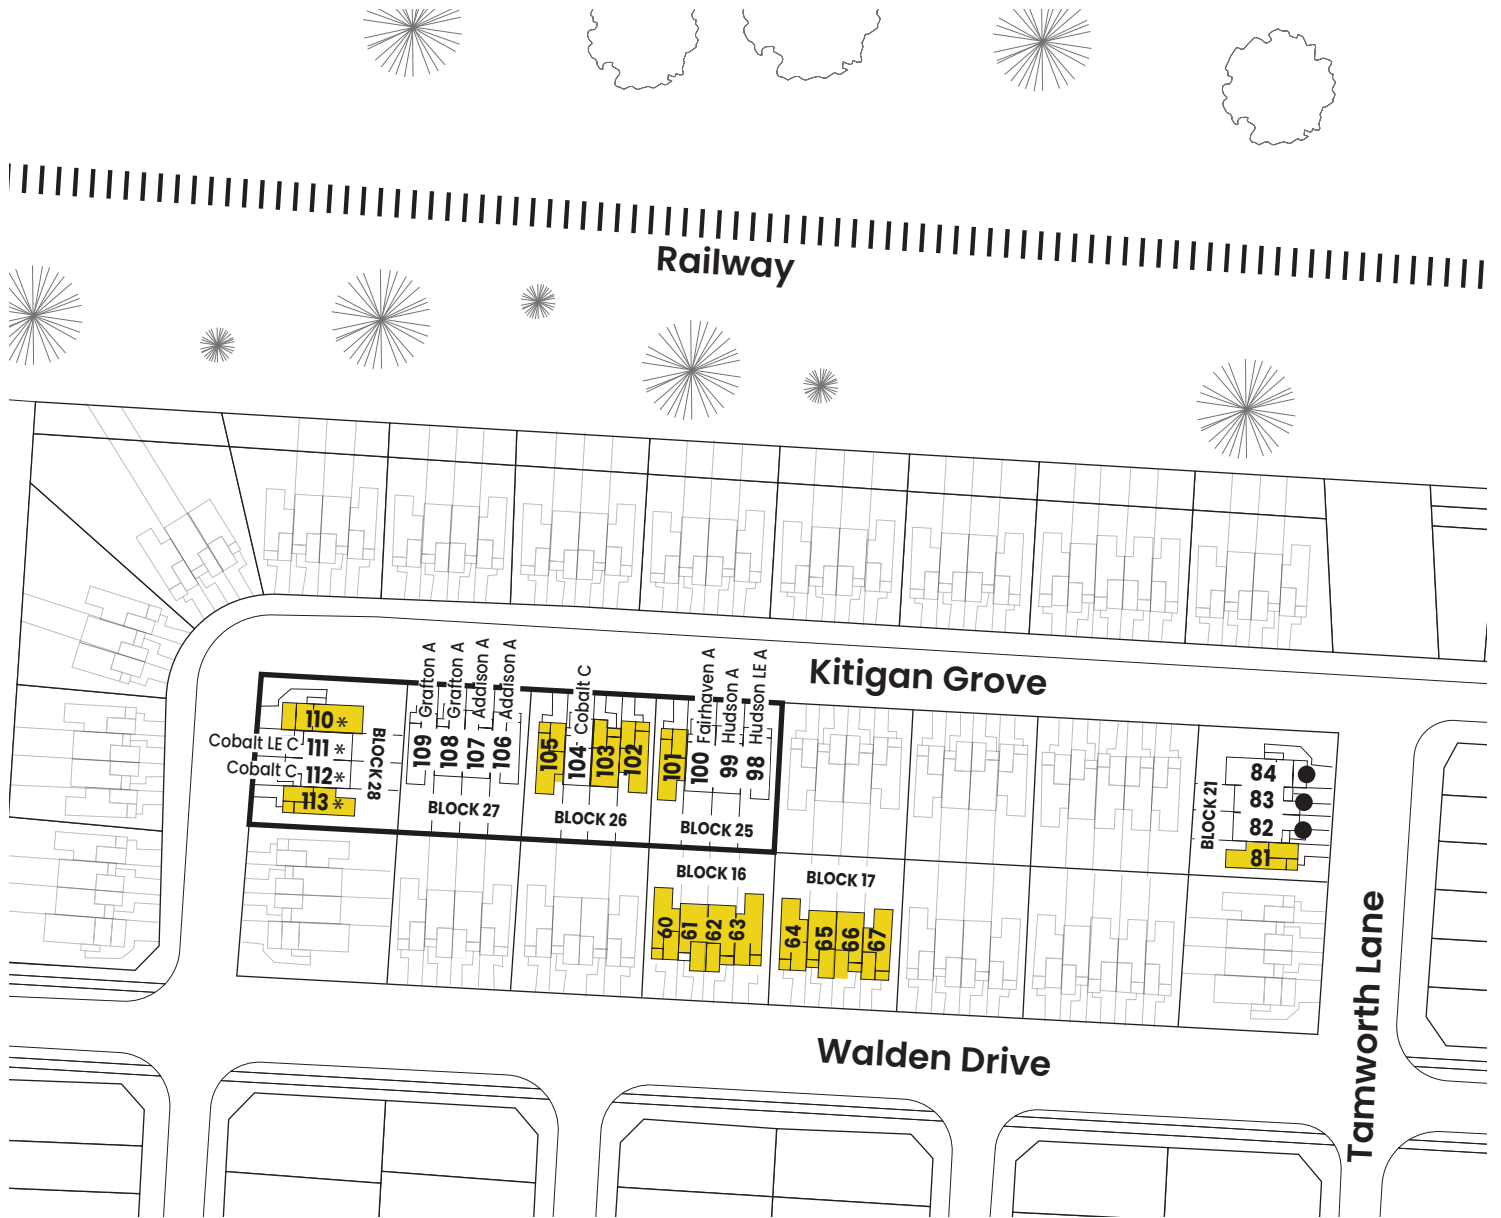 Railway
Kitigan Grove
Grafton A
Grafton A
Addison A
Addison A
Cobalt C
Fairhaven A
Hudson A
Hudson LE A
110 *
Cobalt LE C 111 *
Cobalt C 112 *
113 *
BLOCK 28
109
108
107
106
BLOCK 27
105
104
103
102
BLOCK 26
101
100
99
98
BLOCK 25
BLOCK 21
84
83
82
81
BLOCK 16
60
61
62
63
BLOCK 17
64
65
66
67
Walden Drive
Tamworth Lane